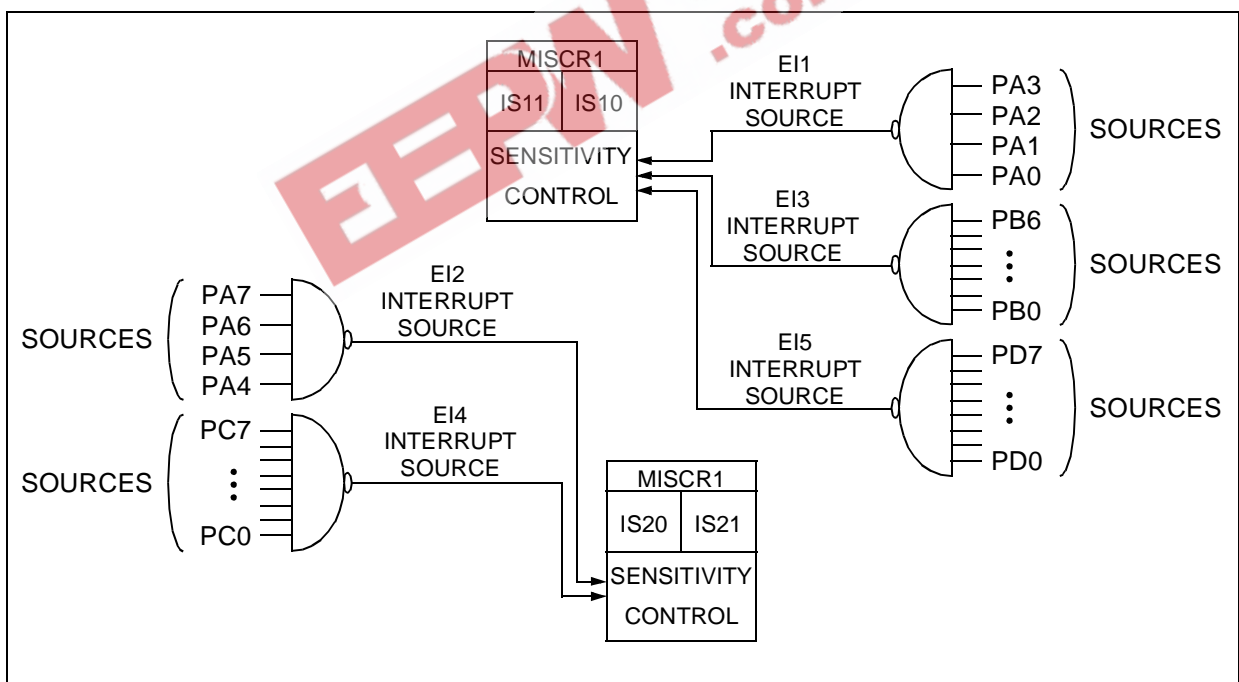 EEPW.com
MISCR1
IS11 IS10
SENSITIVITY
CONTROL
EI1
INTERRUPT
SOURCE
PA3
PA2
PA1
PA0
SOURCES
EI3
INTERRUPT
SOURCE
PB6
PB0
SOURCES
EI5
INTERRUPT
SOURCE
PD7
PD0
SOURCES
SOURCES
PA7
PA6
PA5
PA4
EI2
INTERRUPT
SOURCE
SOURCES
PC7
PC0
EI4
INTERRUPT
SOURCE
MISCR1
IS20 IS21
SENSITIVITY
CONTROL